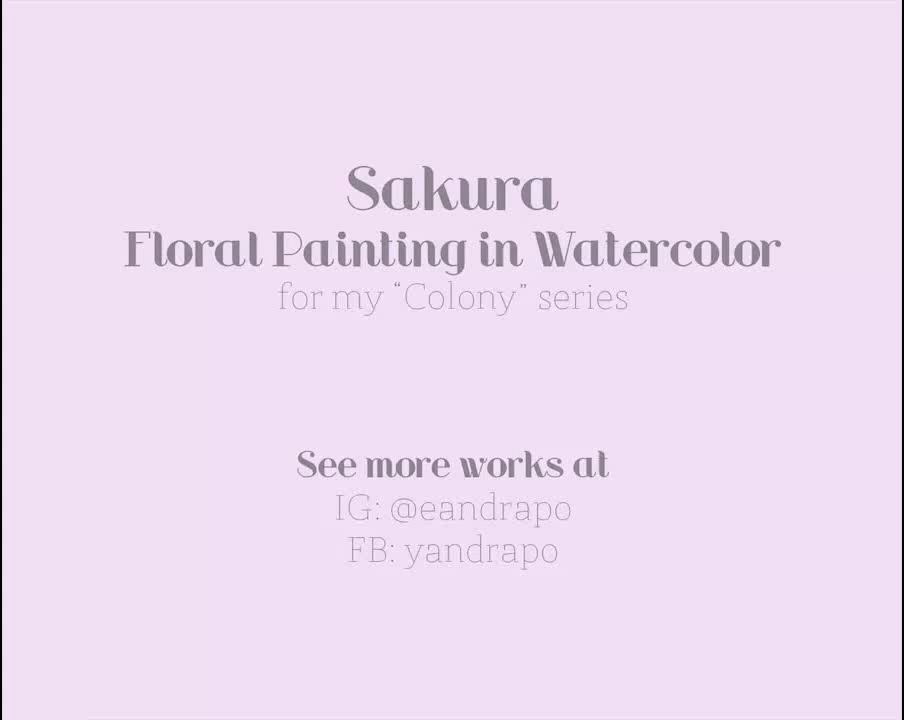 Sakura
Floral Painting in Watercolor
for my “Colony” series
See more works at
IG: @eandrapo
FB: yandrapo